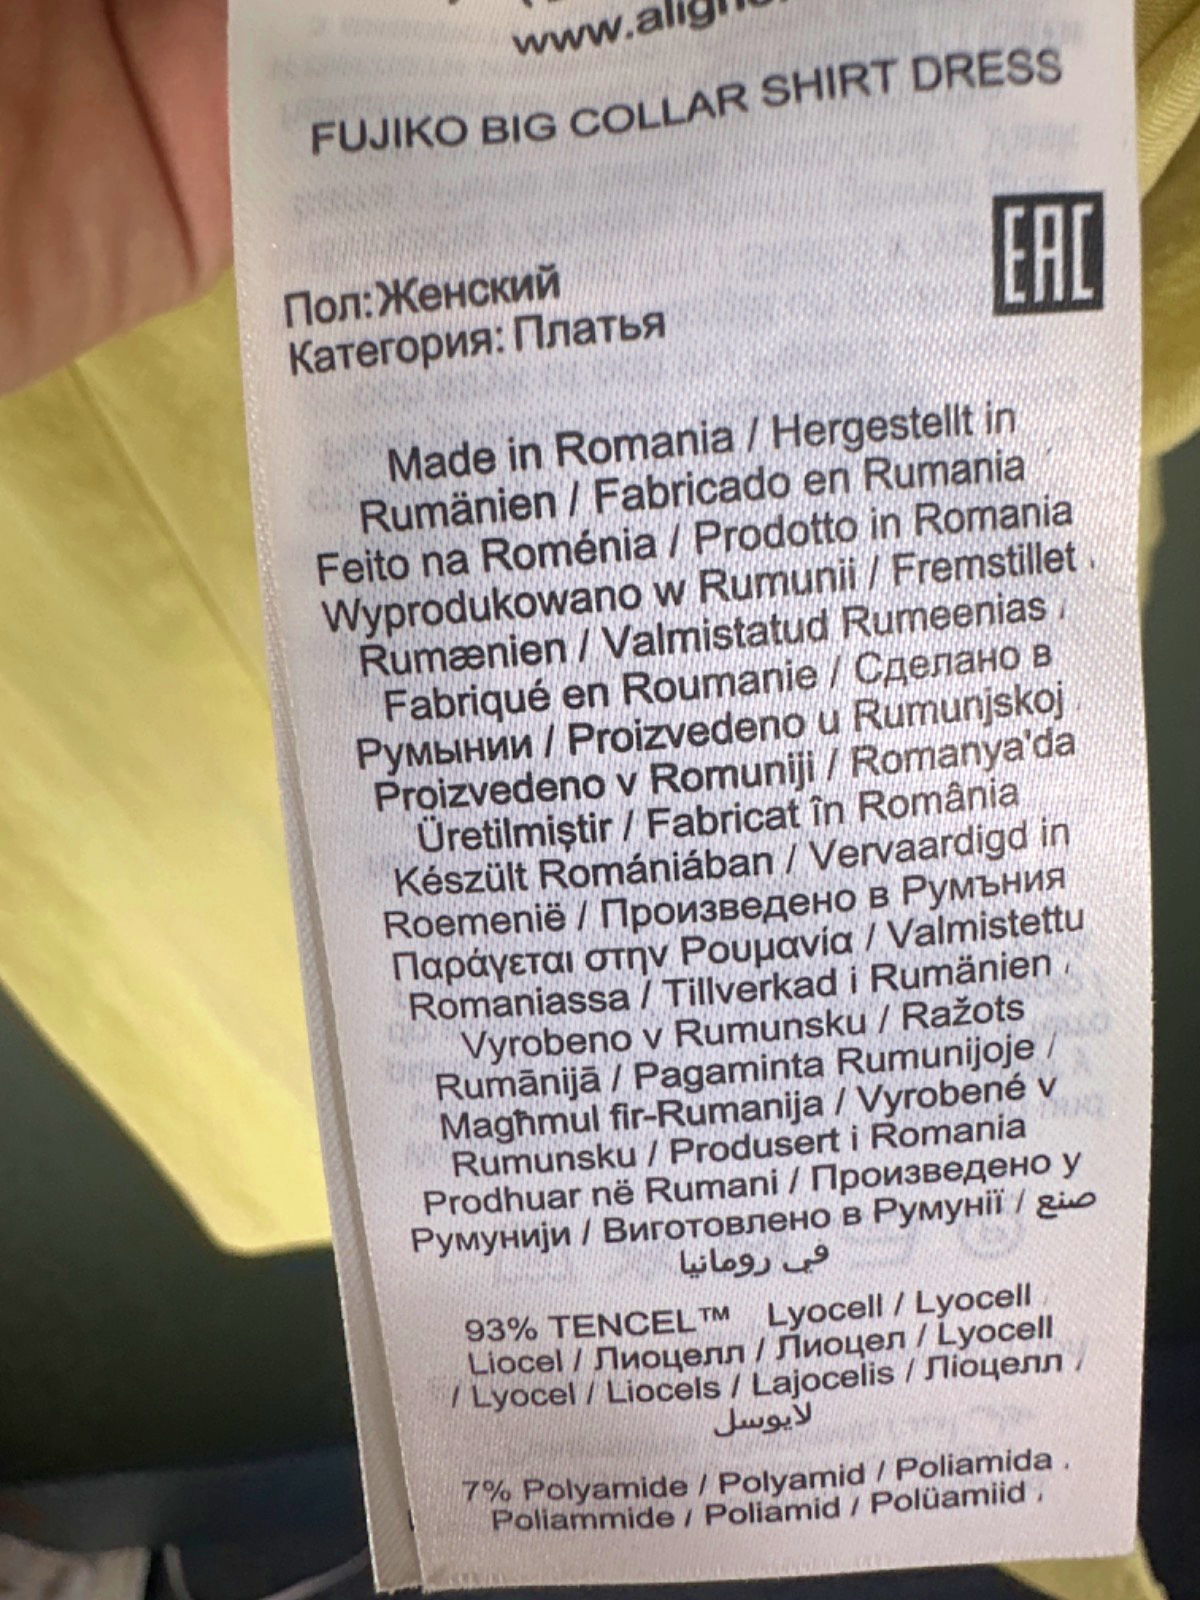 FUJIKO BIG COLLAR SHIRT DRESS
EAC
Пол:Женский
Категория: Платья
Made in Romania / Hergestellt in
Rumänien / Fabricado en Rumania
Feito na Roménia / Prodotto in Romania
Wyprodukowano w Rumunii / Fremstillet
Rumænien / Valmistatud Rumeenias /
Fabriqué en Roumanie / Сделано в
Румынии / Proizvedeno u Rumunjskoj
Proizvedeno v Romuniji / Romanya'da
Üretilmiştir / Fabricat în România
Készült Romániában / Vervaardigd in
Roemenië / Произведено в Румъния
Παράγεται στην Ρουμανία / Valmistettu
Romaniassa / Tillverkad i Rumänien /
Vyrobeno v Rumunsku / Ražots
Rumānijā / Pagaminta Rumunijoje /
Magħmul fir-Rumanija / Vyrobené v
Rumunsku / Produsert i Romania
Prodhuar në Rumani / Произведено у
Румунији / Виготовлено в Румунії / صنع
في رومانيا
93% TENCEL™ Lyocell / Lyocell
Liocel / Лиоцелл / Лиоцел / Lyocell
/ Lyocel / Liocels / Lajocelis / Ліоцелл /
لايوسل
7% Polyamide / Polyamid / Poliamida
Poliammide / Poliamid / Polüamiid